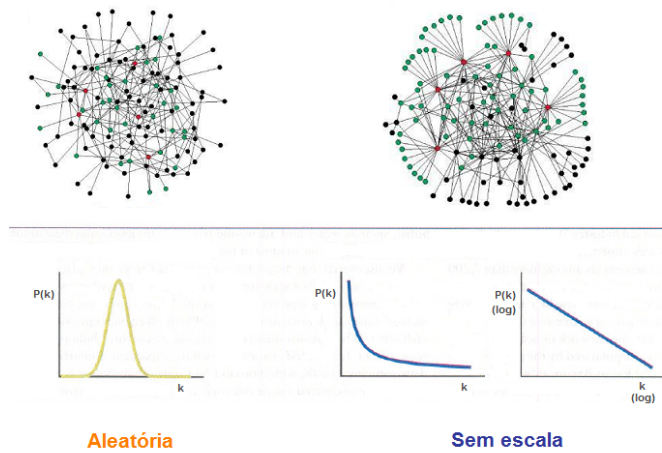 P(k)
k
P(k)
k
P(k)
(log)
k
(log)
Aleatória
Sem escala